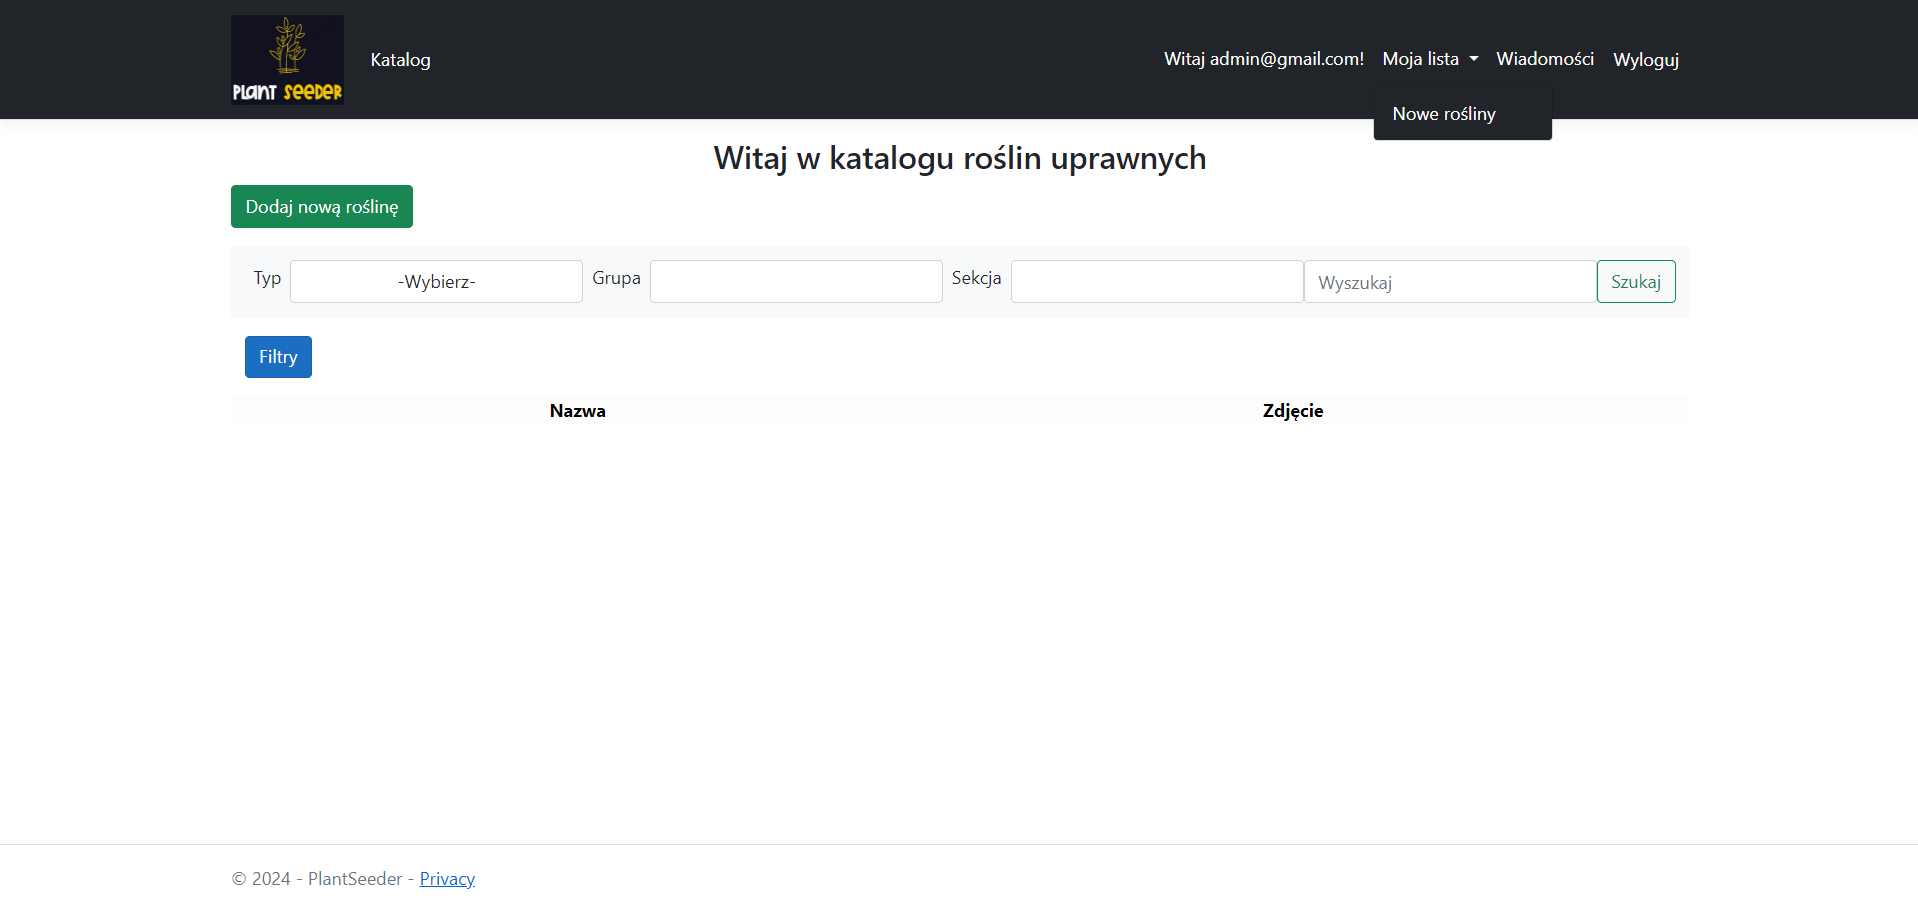 PLANT SEEDER
Katalog
Witaj admin@gmail.com!
Moja lista
Wiadomości
Wyloguj
Nowe rośliny
Witaj w katalogu roślin uprawnych
Dodaj nową roślinę
Typ
-Wybierz-
Grupa
Sekcja
Wyszukaj
Szukaj
Filtry
Nazwa
Zdjęcie
© 2024 - PlantSeeder - Privacy